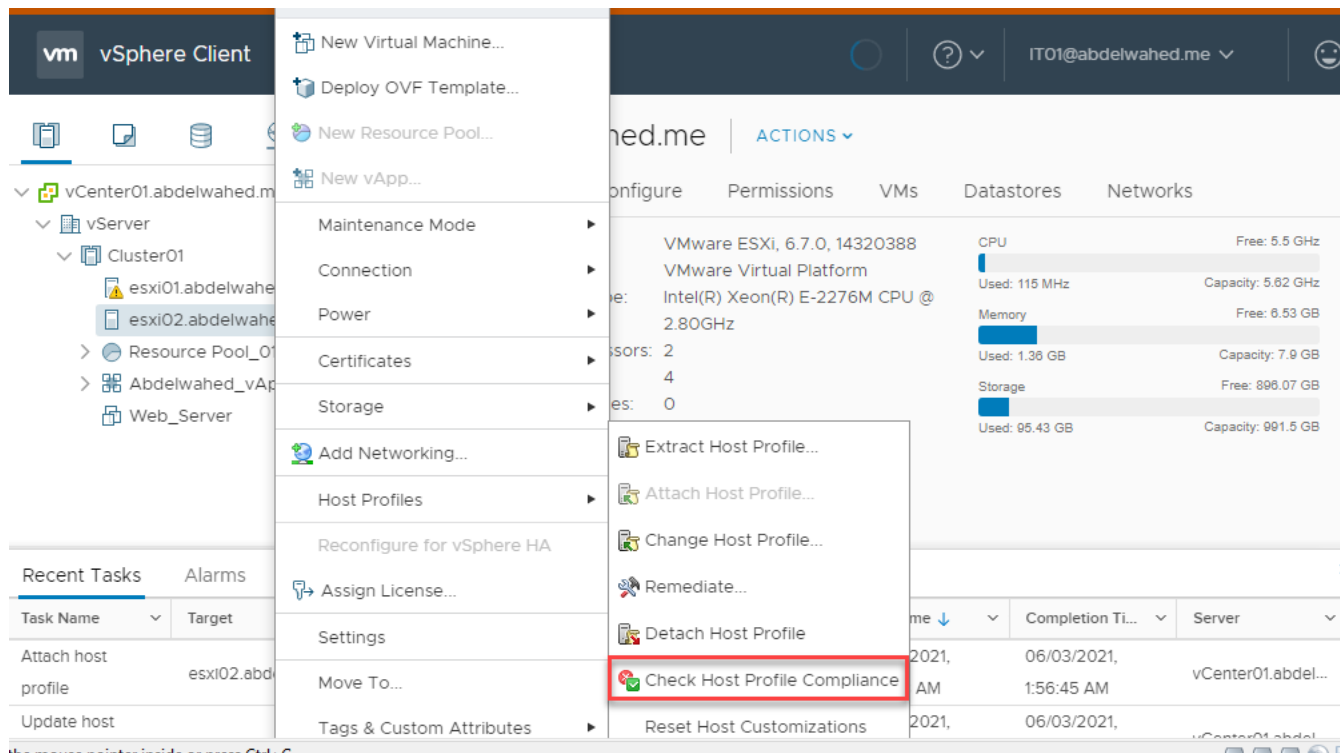 vm vSphere Client
IT01@abdelwahed.me
New Virtual Machine...
Deploy OVF Template...
New Resource Pool...
New vApp...
Maintenance Mode
Connection
Power
Certificates
Storage
Add Networking...
Host Profiles
Reconfigure for vSphere HA
Assign License...
Settings
Move To...
Tags & Custom Attributes
vCenter01.abdelwahed.m
vServer
Cluster01
esxi01.abdelwahe
esxi02.abdelwahe
Resource Pool_01
Abdelwahed_vAp
Web_Server
hed.me ACTIONS
onfigure Permissions VMs Datastores Networks
VMware ESXi, 6.7.0, 14320388
VMware Virtual Platform
pe: Intel(R) Xeon(R) E-2276M CPU @
2.80GHz
ssors: 2
4
es: 0
CPU Free: 5.5 GHz
Used: 115 MHz Capacity: 5.62 GHz
Memory Free: 6.53 GB
Used: 1.36 GB Capacity: 7.9 GB
Storage Free: 896.07 GB
Used: 95.43 GB Capacity: 991.5 GB
Extract Host Profile...
Attach Host Profile...
Change Host Profile...
Remediate...
Detach Host Profile
Check Host Profile Compliance
Reset Host Customizations
Recent Tasks Alarms
Task Name Target me Completion Ti... Server
Attach host
profile
esxi02.abd
2021,
AM
06/03/2021,
1:56:45 AM
vCenter01.abdel...
Update host
2021,
06/03/2021,